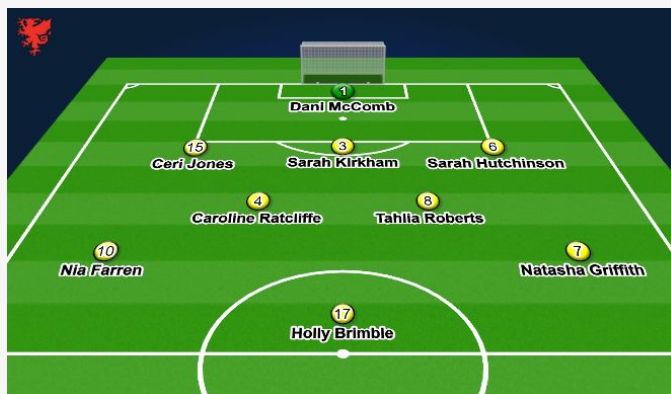 1
Dani McComb
15
3
6
Ceri Jones
Sarah Kirkham
Sarah Hutchinson
4
8
Caroline Ratcliffe
Tahlia Roberts
10
7
Nia Farren
Natasha Griffith
17
Holly Brimble